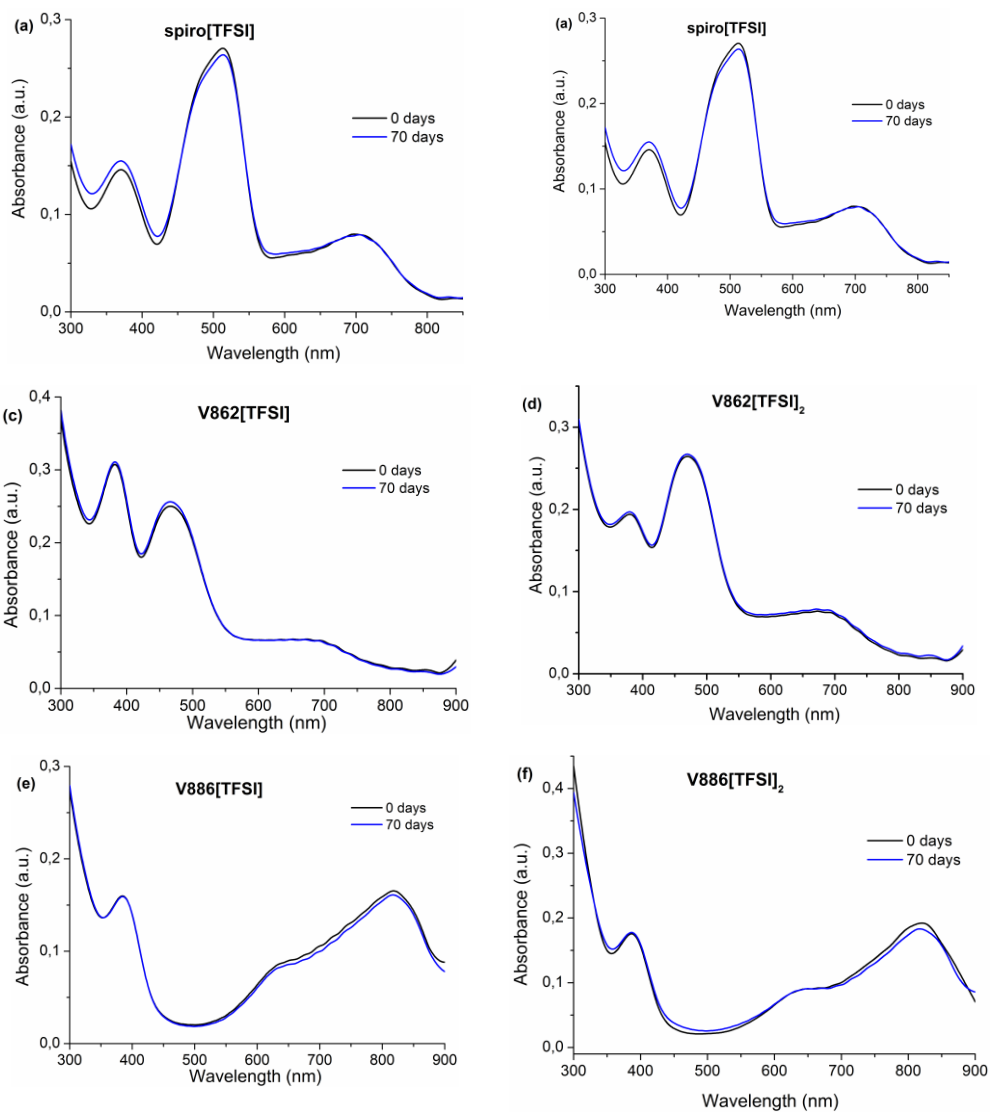 (a)
spiro[TFSI]
0,3
0,2
0,1
0,0
Absorbance (a.u.)
0 days
70 days
300 400 500 600 700 800
Wavelength (nm)
(a)
spiro[TFSI]
0,3
0,2
0,1
0,0
Absorbance (a.u.)
0 days
70 days
300 400 500 600 700 800
Wavelength (nm)
(c)
V862[TFSI]
0,4
0,3
0,2
0,1
0,0
Absorbance (a.u.)
0 days
70 days
300 400 500 600 700 800 900
Wavelength (nm)
(d)
V862[TFSI]₂
0,3
0,2
0,1
0,0
Absorbance (a.u.)
0 days
70 days
300 400 500 600 700 800 900
Wavelength (nm)
(e)
V886[TFSI]
0,3
0,2
0,1
0,0
Absorbance (a.u.)
0 days
70 days
300 400 500 600 700 800 900
Wavelength (nm)
(f)
V886[TFSI]₂
0,4
0,3
0,2
0,1
0,0
Absorbance (a.u.)
0 days
70 days
300 400 500 600 700 800 900
Wavelength (nm)